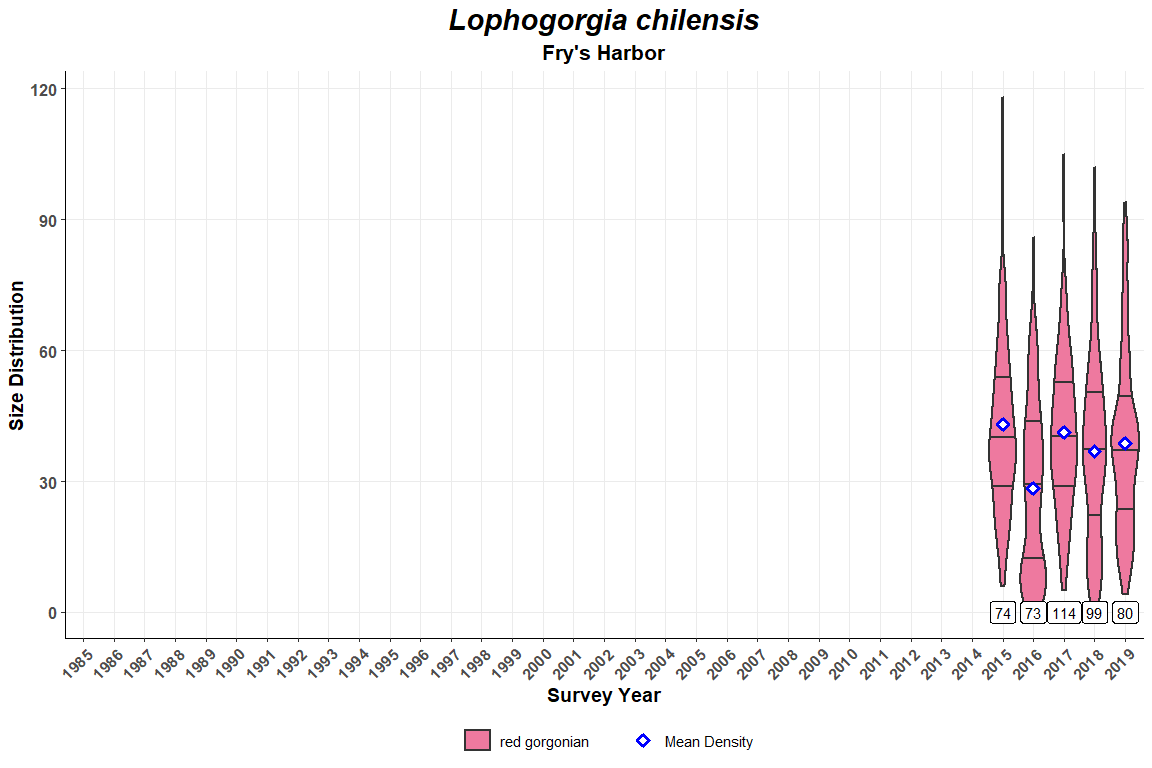 Lophogorgia chilensis
Fry's Harbor
Size Distribution
120
90
60
30
0
74 73 114 99 80
1985 1986 1987 1988 1989 1990 1991 1992 1993 1994 1995 1996 1997 1998 1999 2000 2001 2002 2003 2004 2005 2006 2007 2008 2009 2010 2011 2012 2013 2014 2015 2016 2017 2018 2019
Survey Year
red gorgonian Mean Density